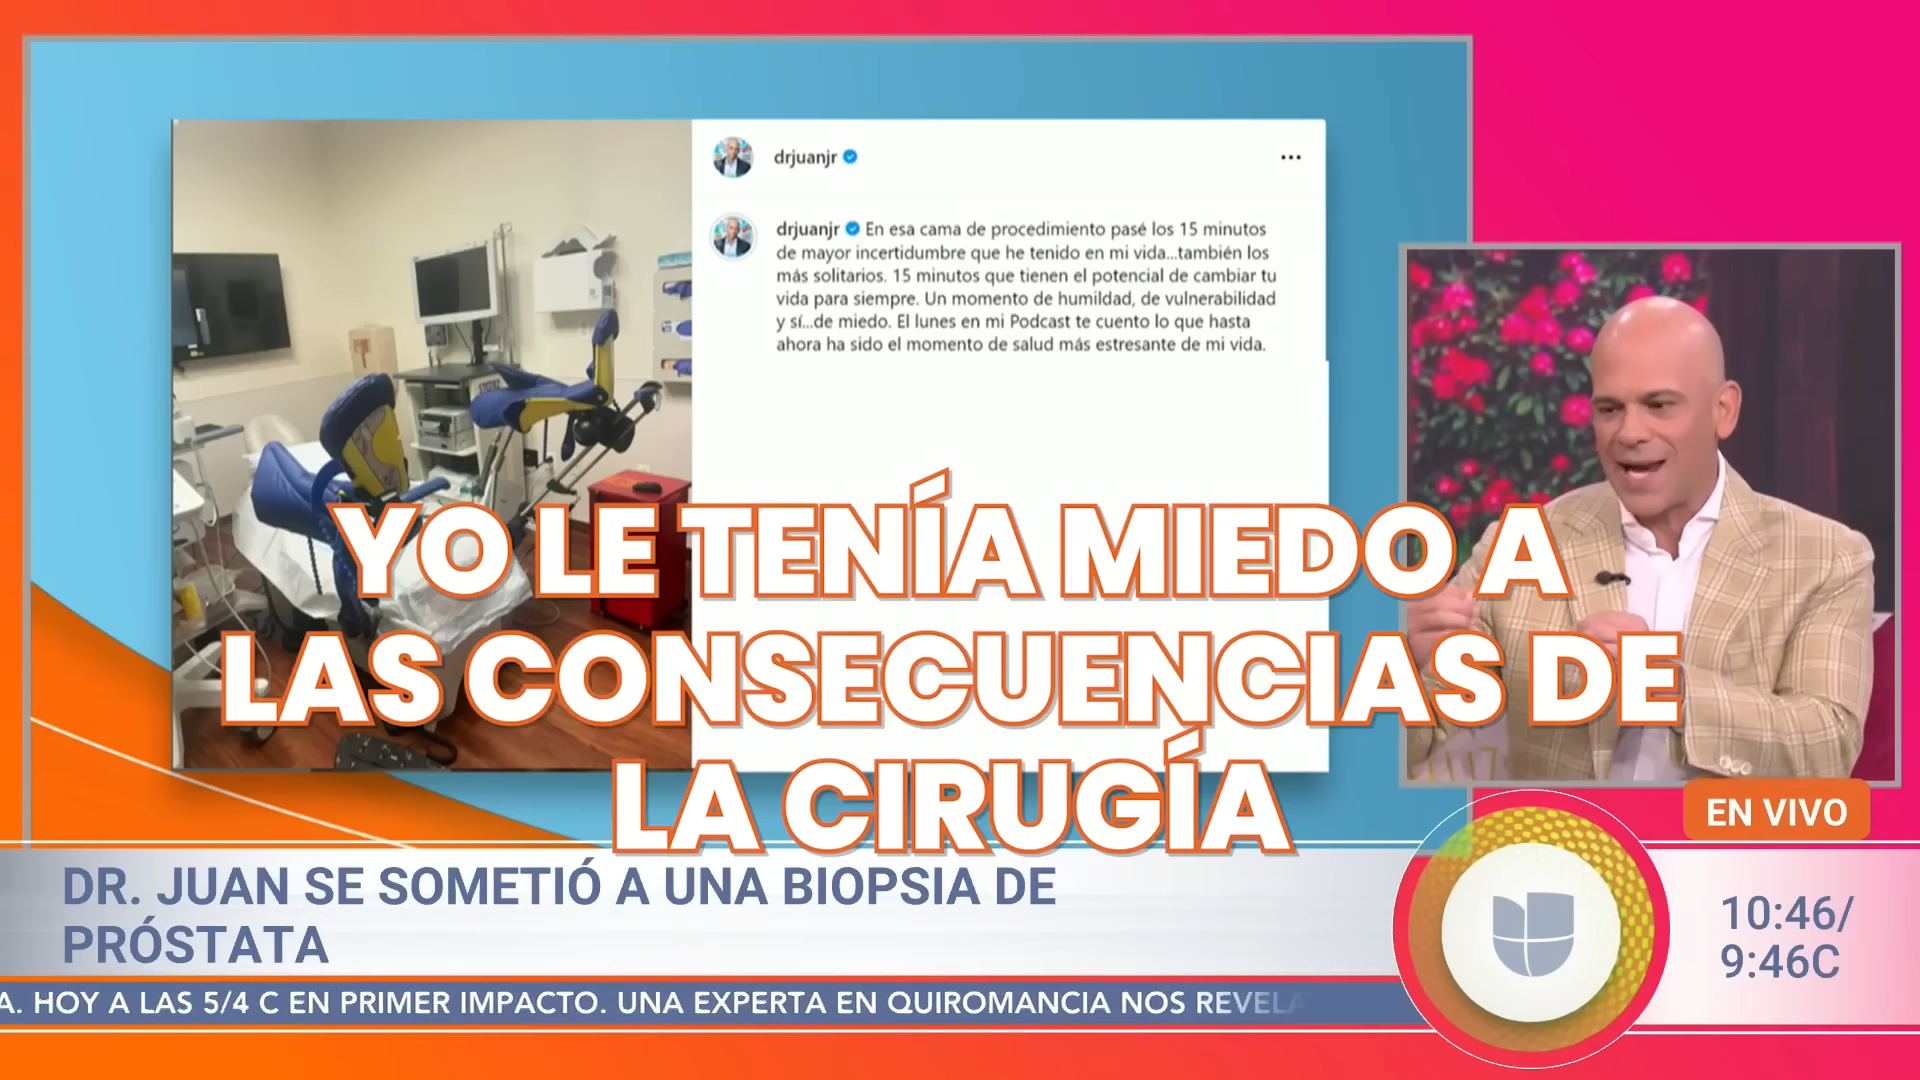 drjuanjr
drjuanjr En esa cama de procedimiento pasé los 15 minutos
de mayor incertidumbre que he tenido en mi vida...también los
más solitarios. 15 minutos que tienen el potencial de cambiar tu
vida para siempre. Un momento de humildad, de vulnerabilidad
y sí...de miedo. El lunes en mi Podcast te cuento lo que hasta
ahora ha sido el momento de salud más estresante de mi vida.
YO LE TENÍA MIEDO A
LAS CONSECUENCIAS DE
LA CIRUGÍA
EN VIVO
DR. JUAN SE SOMETIÓ A UNA BIOPSIA DE
PRÓSTATA
10:46/
9:46C
A. HOY A LAS 5/4 C EN PRIMER IMPACTO. UNA EXPERTA EN QUIROMANCIA NOS REVELA